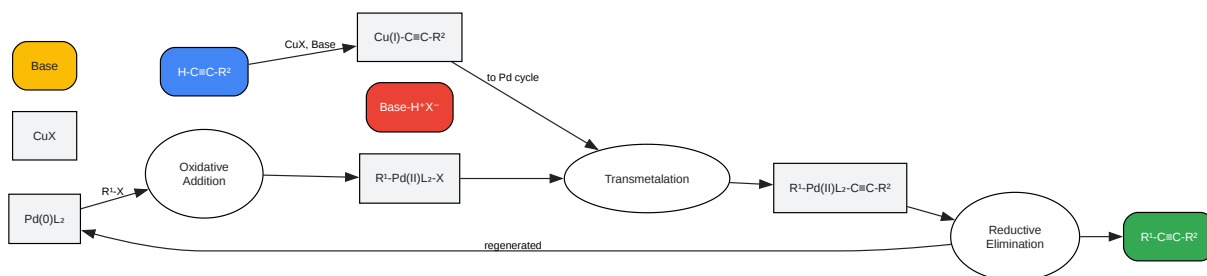 Base
CuX
Pd(0)L₂
R¹-X
H-C≡C-R²
CuX, Base
Cu(I)-C≡C-R²
to Pd cycle
Base-H⁺X⁻
Oxidative
Addition
R¹-Pd(II)L₂-X
Transmetalation
R¹-Pd(II)L₂-C≡C-R²
Reductive
Elimination
R¹-C≡C-R²
regenerated